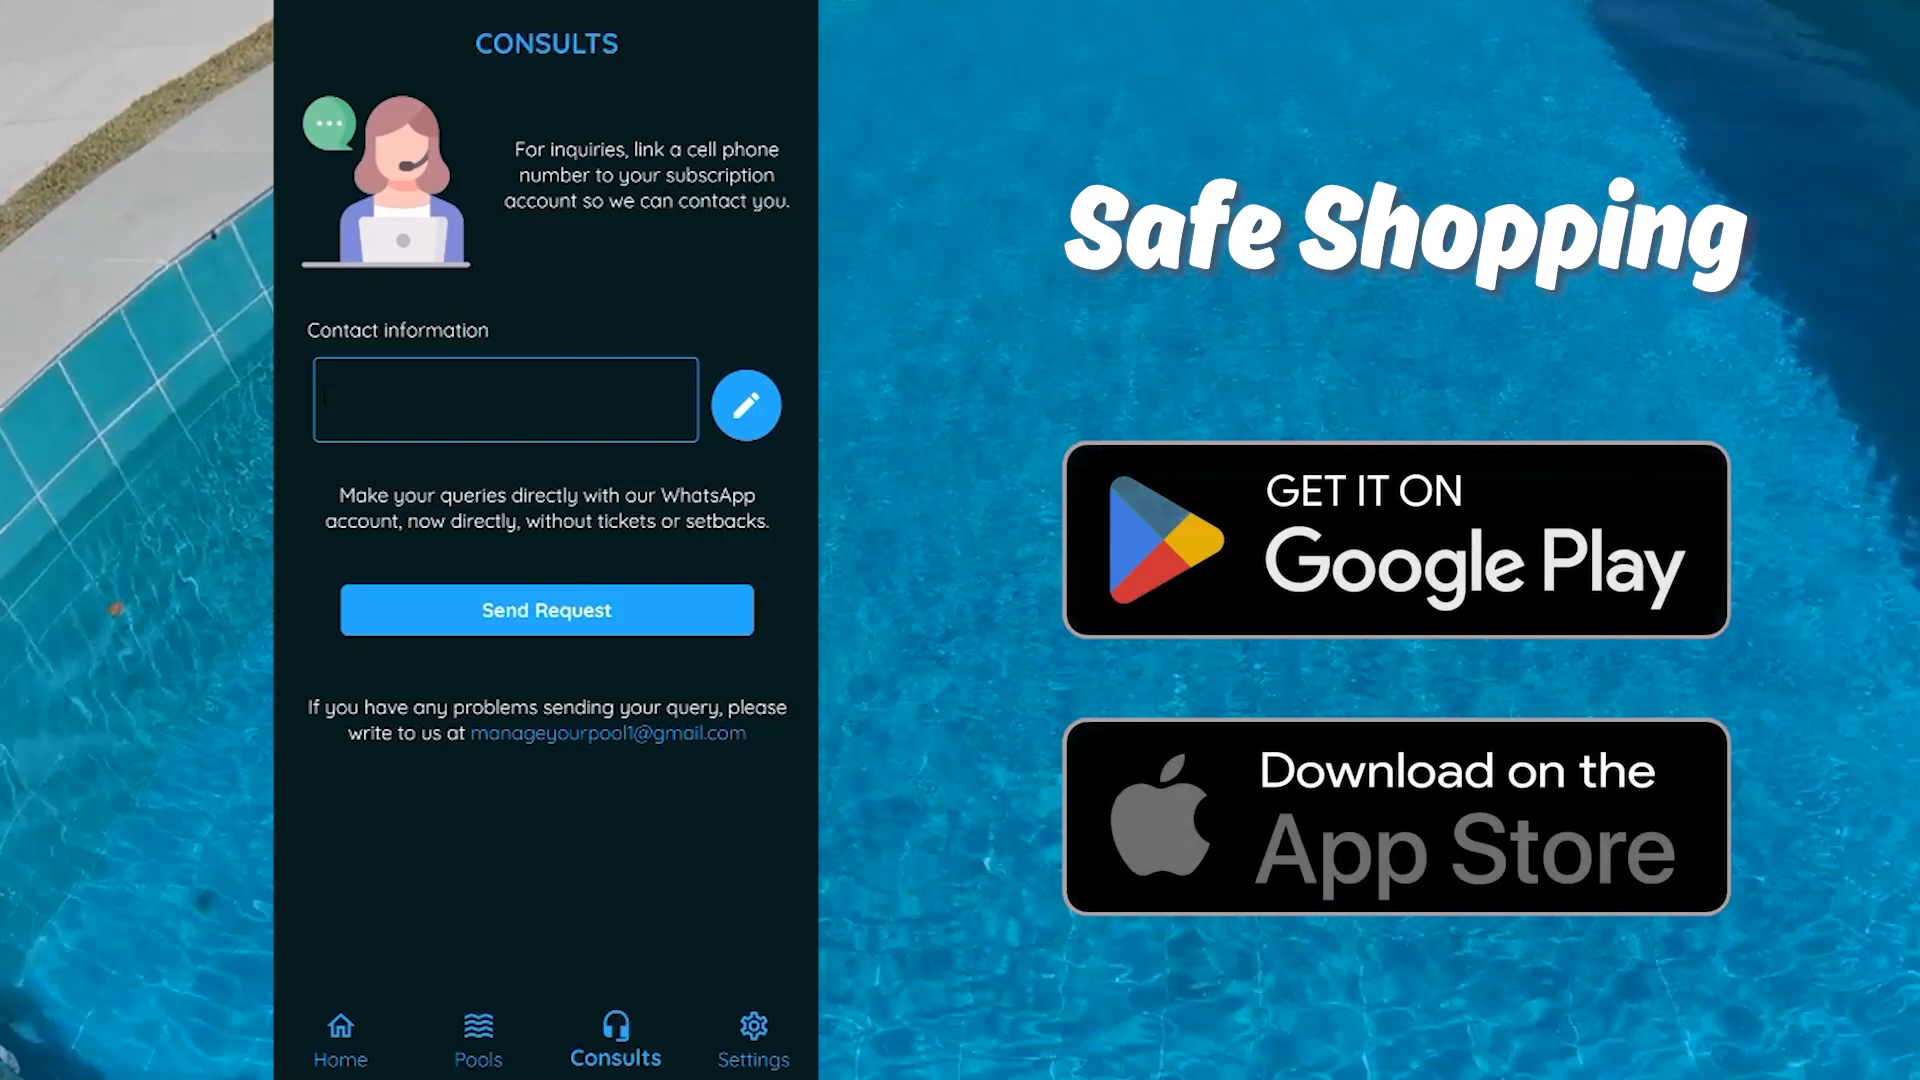 CONSULTS
For inquiries, link a cell phone
number to your subscription
account so we can contact you.
Contact information
Make your queries directly with our WhatsApp
account, now directly, without tickets or setbacks.
Send Request
If you have any problems sending your query, please
write to us at manageyourpool1@gmail.com
Home
Pools
Consults
Settings
Safe Shopping
GET IT ON
Google Play
Download on the
App Store